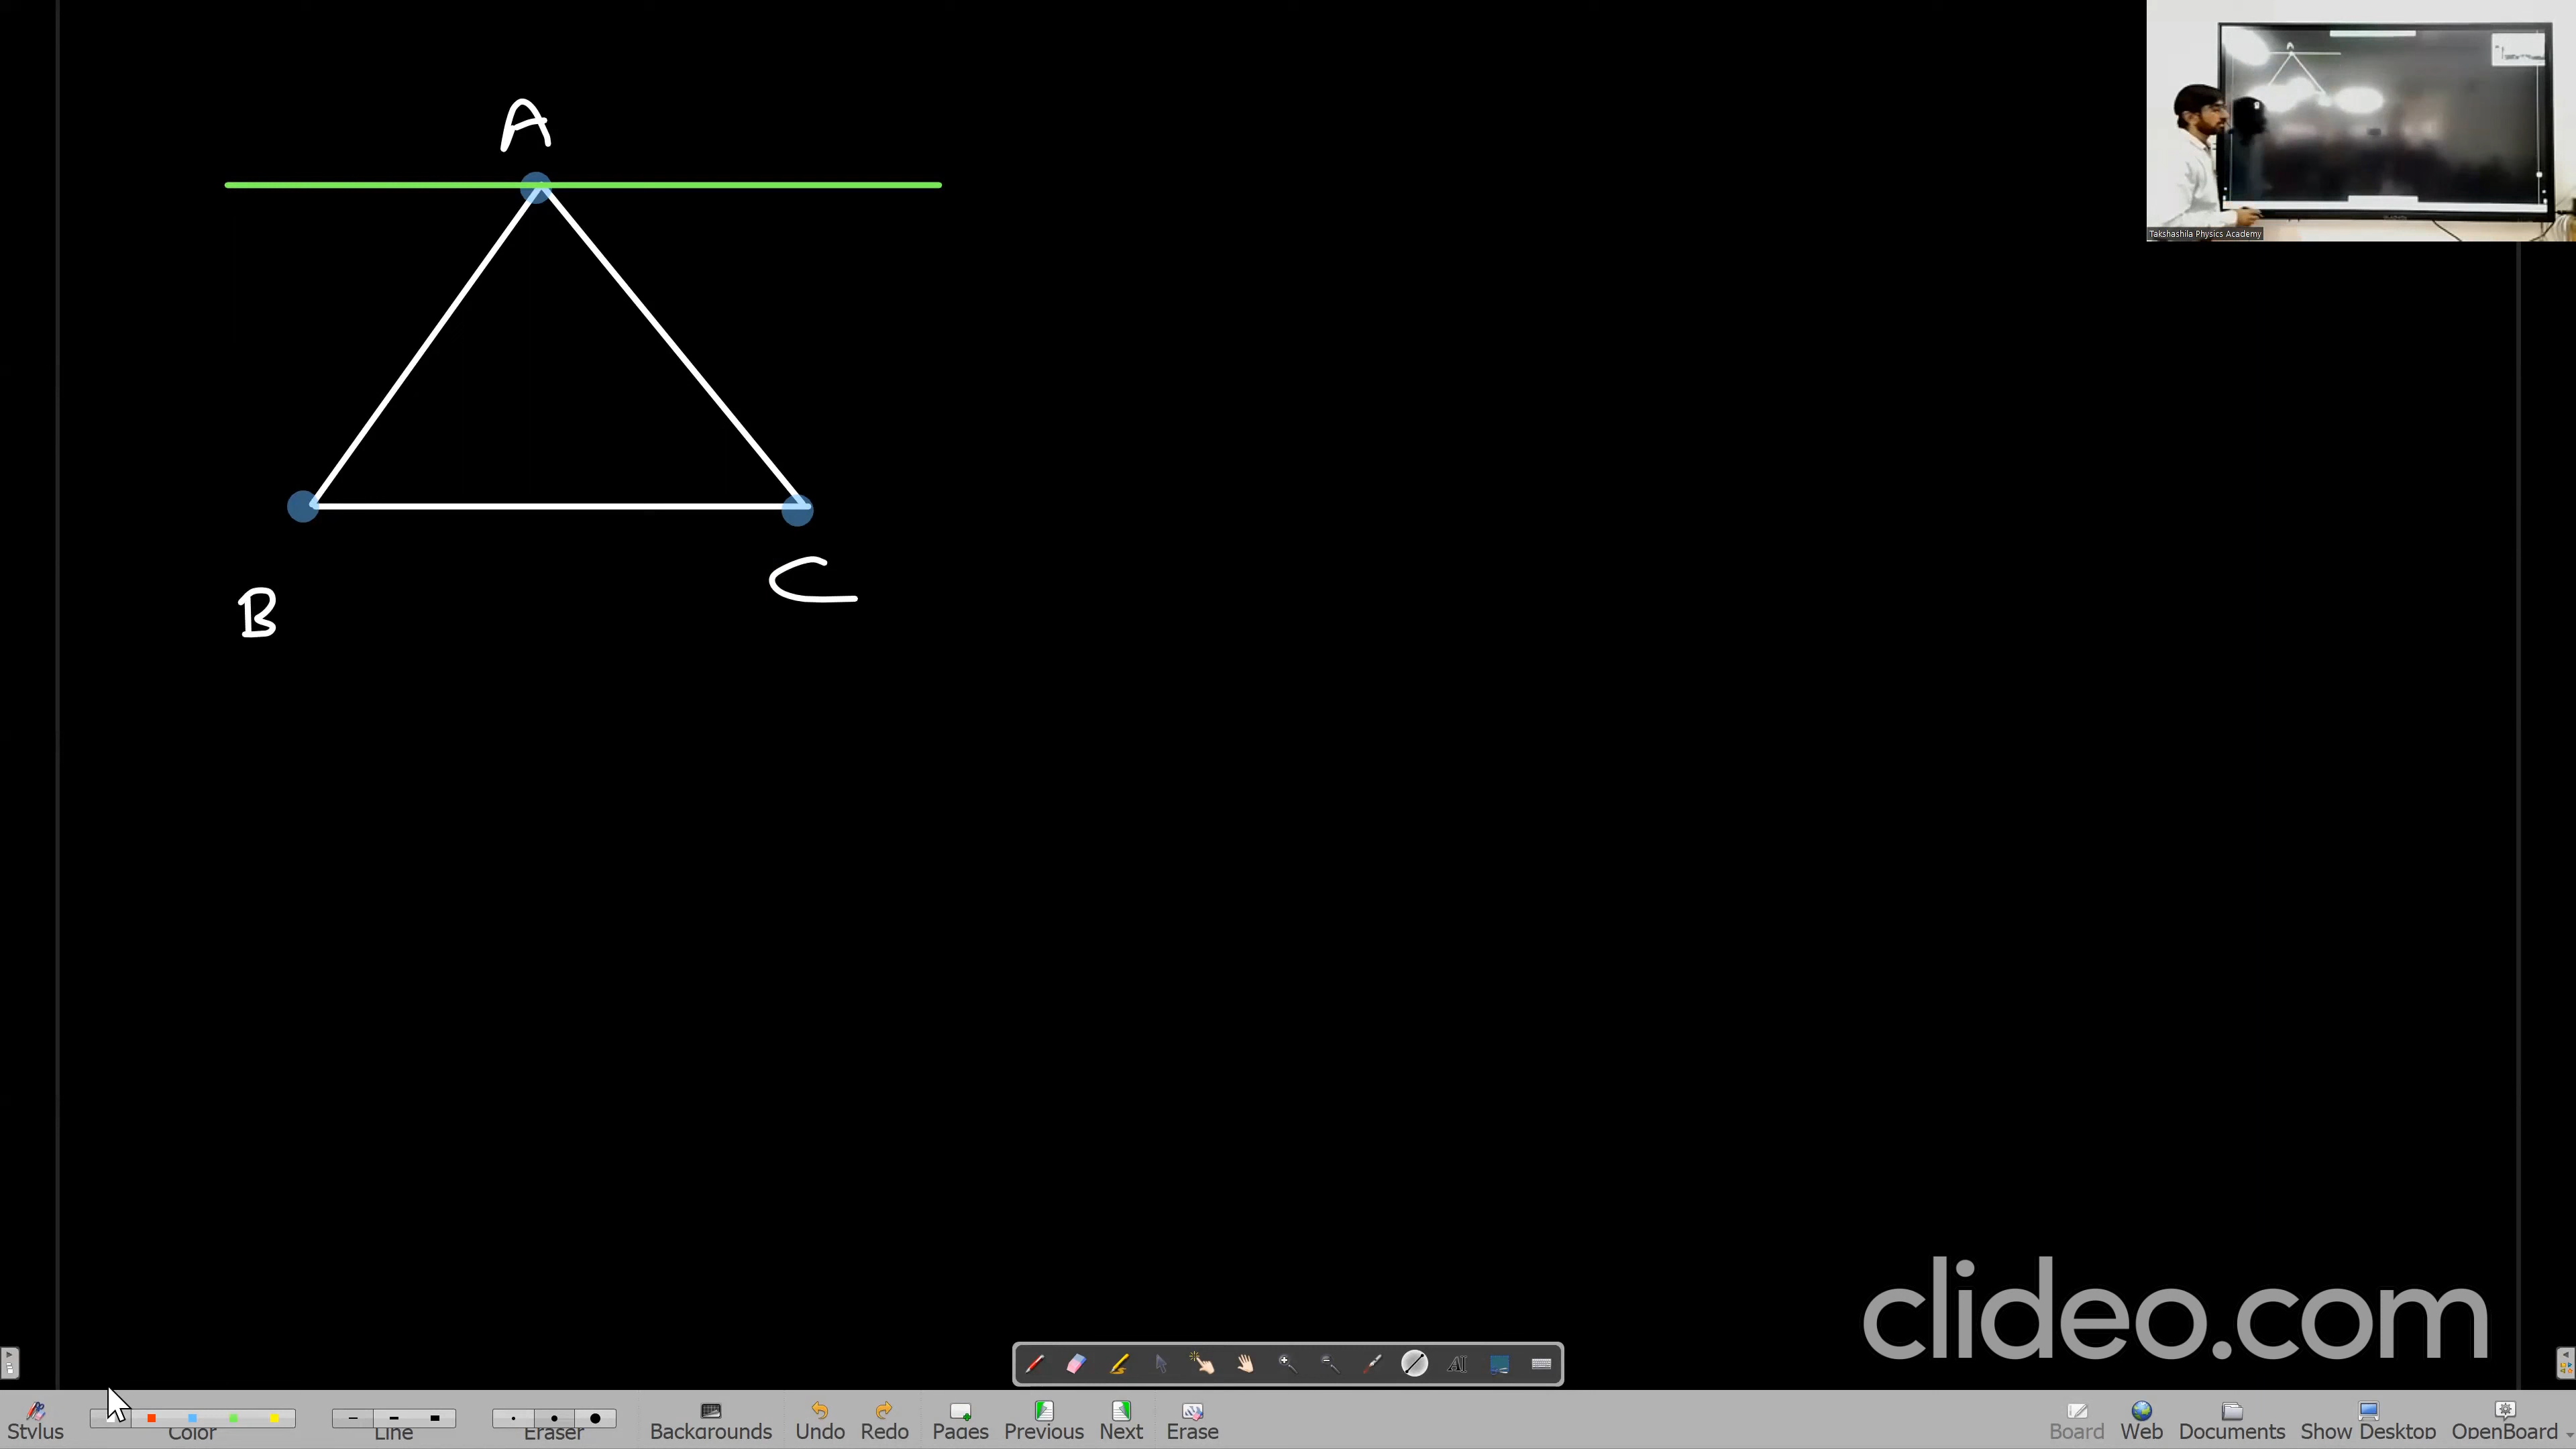 A
Takshashila Physics Academy
B
C
clideo.com
Stylus
Color
Line
Eraser
Backgrounds
Undo
Redo
Pages
Previous
Next
Erase
Board
Web
Documents
Show Desktop
OpenBoard